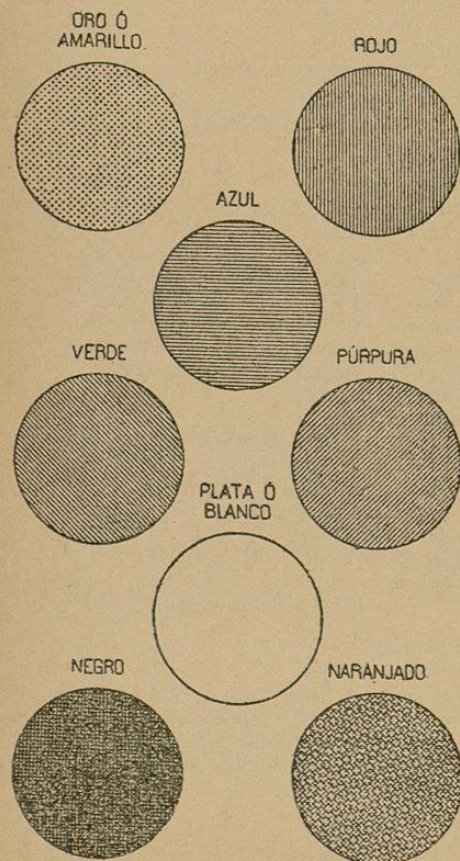 ORO Ó
AMARILLO.
ROJO
AZUL
VERDE
PÚRPURA
PLATA Ó
BLANCO
NEGRO
NARANJADO